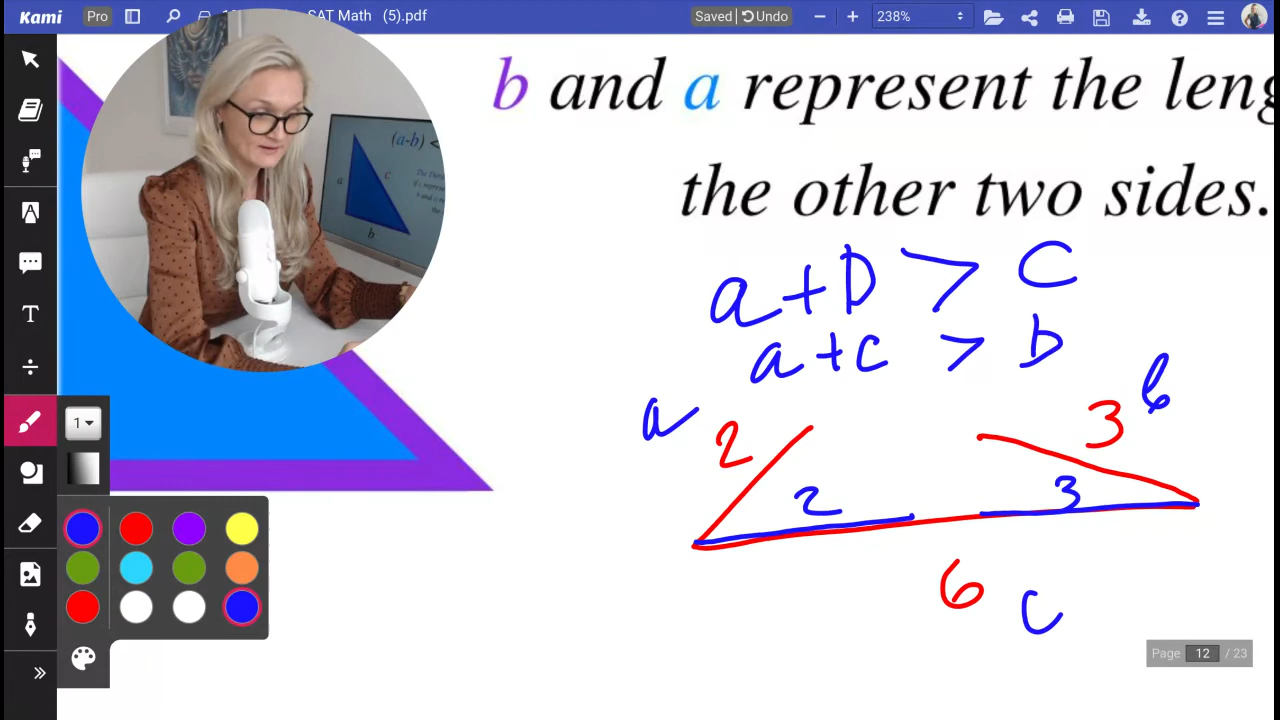 Kami Pro SAT Math (5).pdf Saved Undo 238%
b and a represent the leng
the other two sides.
(a-b) <
a
c
b
a+b > C
a+c > b
a 2 3 b
2 3
6 c
T
1
Page 12 / 23